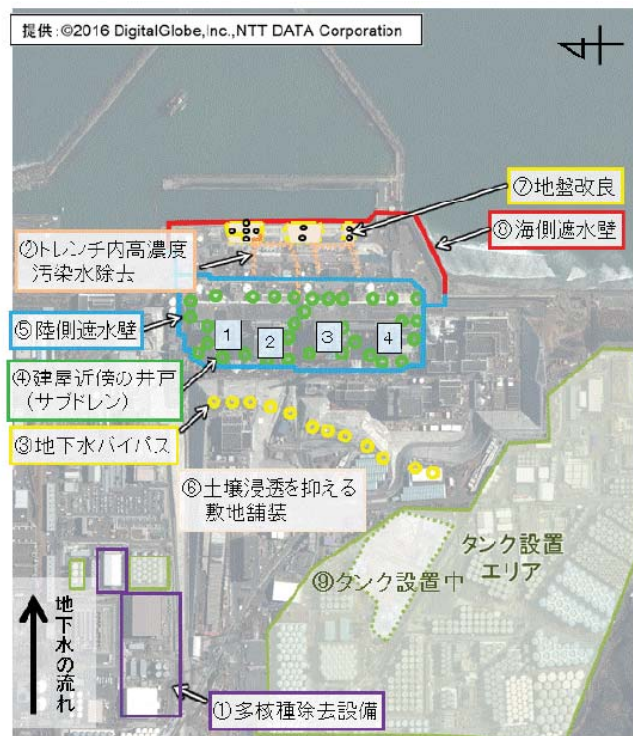 提供：©2016 DigitalGlobe,Inc.,NTT DATA Corporation
⑦地盤改良
⑧海側遮水壁
②トレンチ内高濃度
汚染水除去
⑤陸側遮水壁
1
2
3
4
④建屋近傍の井戸
(サブドレン)
③地下水バイパス
⑥土壌浸透を抑える
敷地舗装
タンク設置
エリア
⑨タンク設置中
地下水の流れ
①多核種除去設備